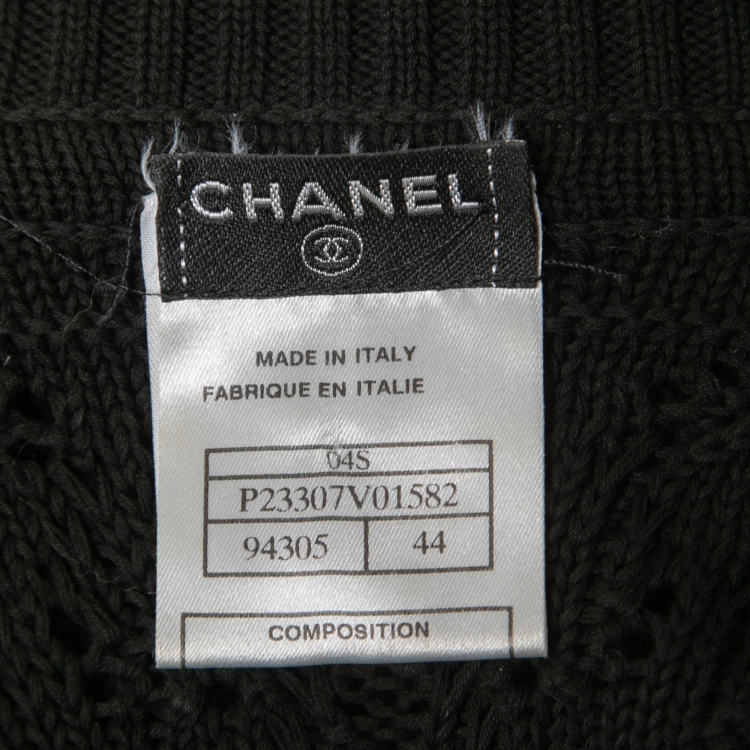 CHANEL
MADE IN ITALY
FABRIQUE EN ITALIE
04S
P23307V01582
94305 44
COMPOSITION